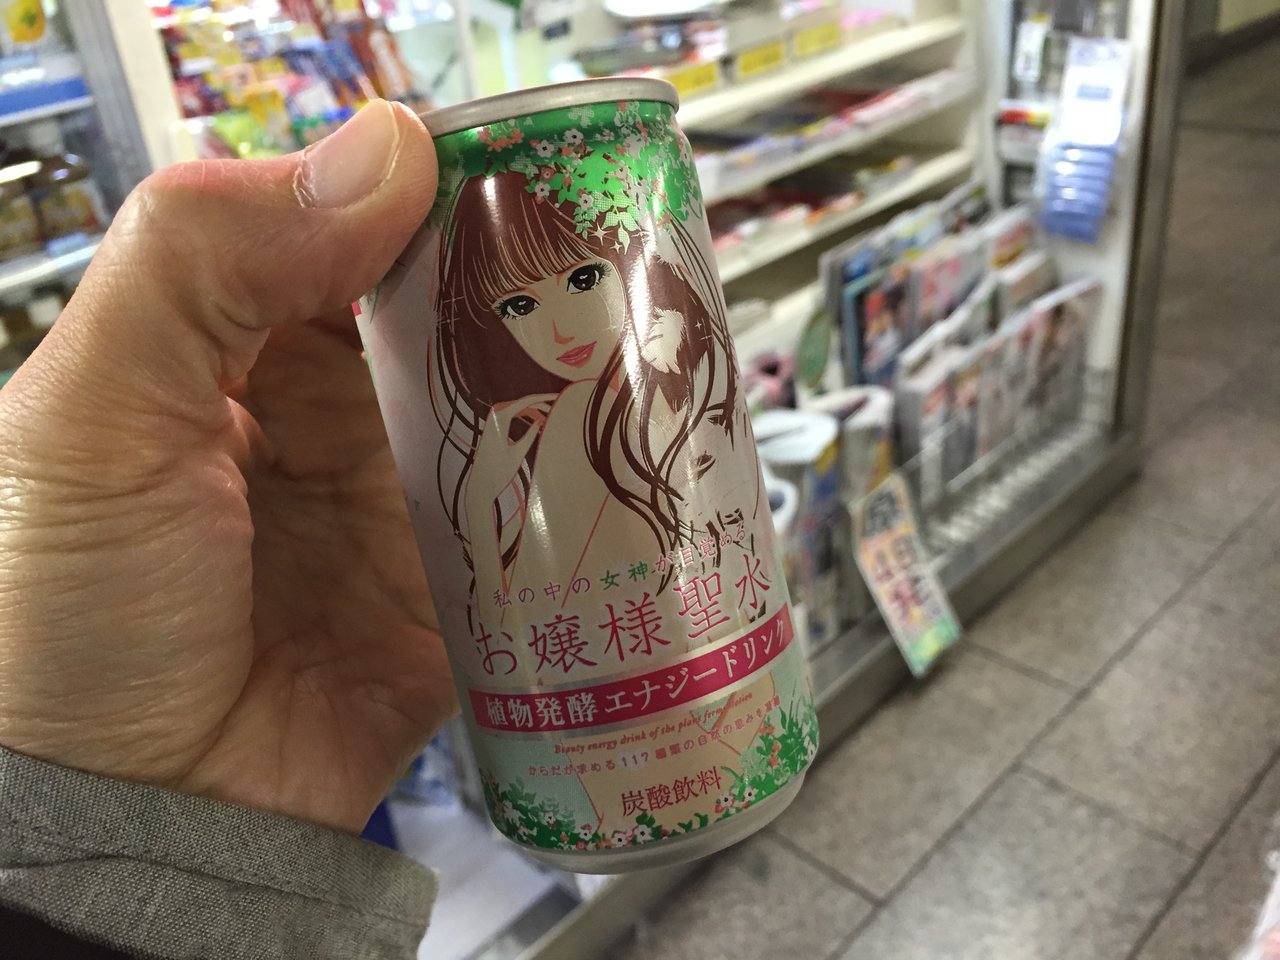 私の中の女神が目覚める
お嬢様聖水
植物発酵エナジードリンク
Beauty energy drink of the plant fermentation
からだが求める117種類の自然の恵みを凝縮
炭酸飲料